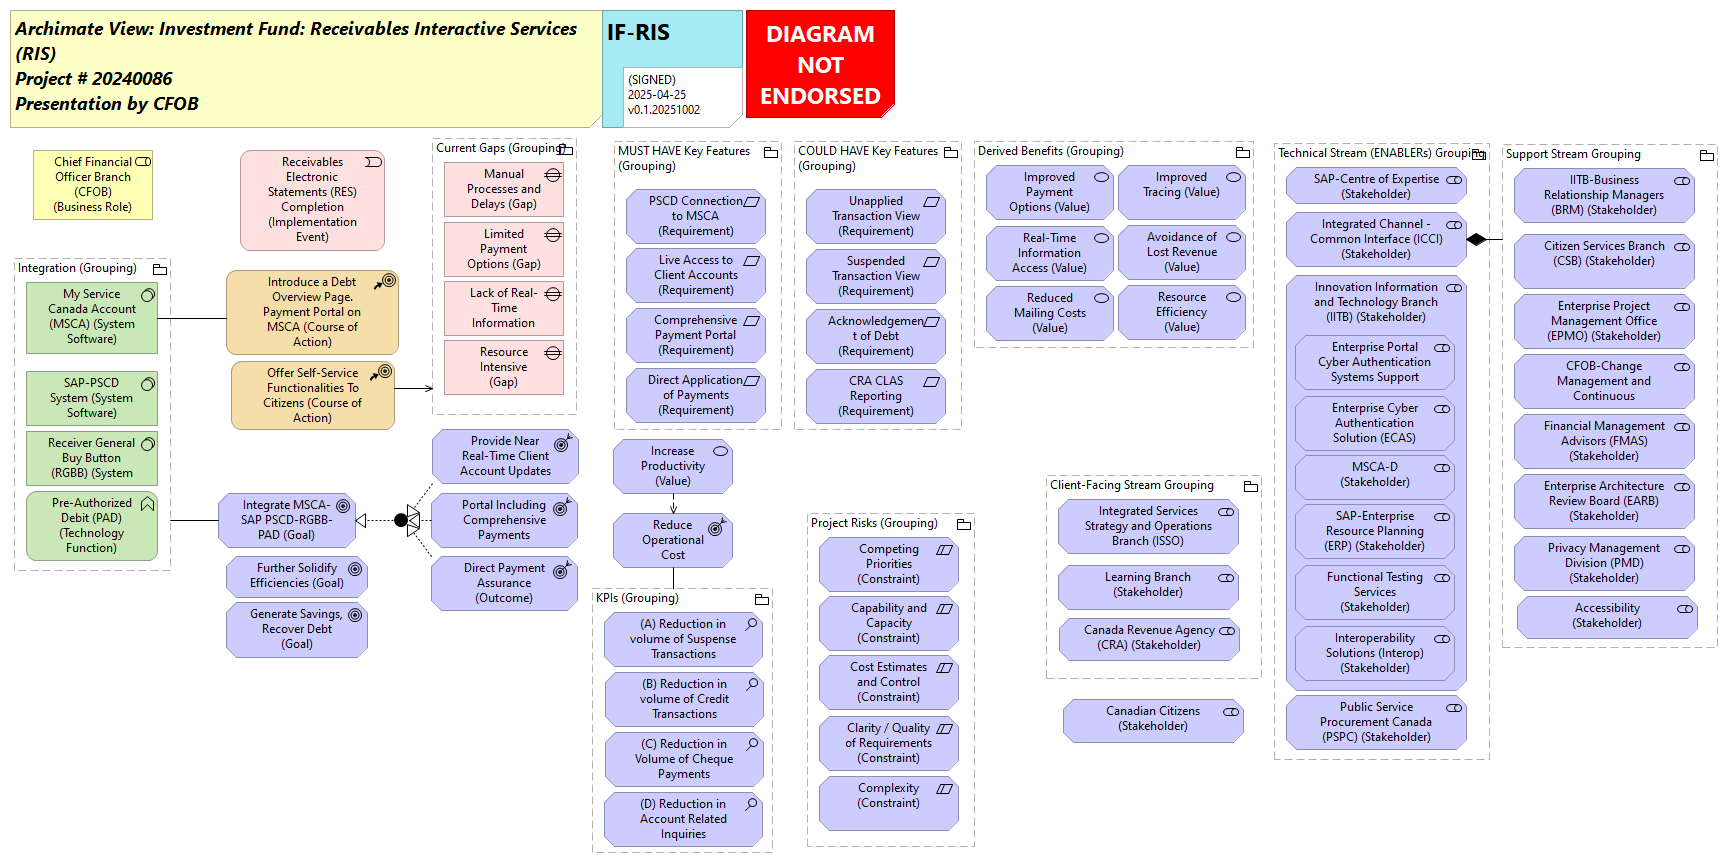 Archimate View: Investment Fund: Receivables Interactive Services
(RIS)
Project # 20240086
Presentation by CFOB
IF-RIS
(SIGNED)
2025-04-25
v0.1.20251002
DIAGRAM
NOT
ENDORSED
Chief Financial
Officer Branch
(CFOB)
(Business Role)
Receivables
Electronic
Statements (RES)
Completion
(Implementation
Event)
Integration (Grouping)
My Service
Canada Account
(MSCA) (System
Software)
SAP-PSCD
System (System
Software)
Receiver General
Buy Button
(RGBB) (System
Pre-Authorized
Debit (PAD)
(Technology
Function)
Introduce a Debt
Overview Page.
Payment Portal on
MSCA (Course of
Action)
Offer Self-Service
Functionalities To
Citizens (Course of
Action)
Current Gaps (Grouping)
Manual
Processes and
Delays (Gap)
Limited
Payment
Options (Gap)
Lack of Real-
Time
Information
Resource
Intensive
(Gap)
Integrate MSCA-
SAP PSCD-RGBB-
PAD (Goal)
Further Solidify
Efficiencies (Goal)
Generate Savings,
Recover Debt
(Goal)
Provide Near
Real-Time Client
Account Updates
Portal Including
Comprehensive
Payments
Direct Payment
Assurance
(Outcome)
MUST HAVE Key Features
(Grouping)
PSCD Connection
to MSCA
(Requirement)
Live Access to
Client Accounts
(Requirement)
Comprehensive
Payment Portal
(Requirement)
Direct Application
of Payments
(Requirement)
Increase
Productivity
(Value)
Reduce
Operational
Cost
KPIs (Grouping)
(A) Reduction in
volume of Suspense
Transactions
(B) Reduction in
volume of Credit
Transactions
(C) Reduction in
Volume of Cheque
Payments
(D) Reduction in
Account Related
Inquiries
COULD HAVE Key Features
(Grouping)
Unapplied
Transaction View
(Requirement)
Suspended
Transaction View
(Requirement)
Acknowledgemen
t of Debt
(Requirement)
CRA CLAS
Reporting
(Requirement)
Project Risks (Grouping)
Competing
Priorities
(Constraint)
Capability and
Capacity
(Constraint)
Cost Estimates
and Control
(Constraint)
Clarity / Quality
of Requirements
(Constraint)
Complexity
(Constraint)
Derived Benefits (Grouping)
Improved
Payment
Options (Value)
Improved
Tracing (Value)
Real-Time
Information
Access (Value)
Avoidance of
Lost Revenue
(Value)
Reduced
Mailing Costs
(Value)
Resource
Efficiency
(Value)
Client-Facing Stream Grouping
Integrated Services
Strategy and Operations
Branch (ISSO)
Learning Branch
(Stakeholder)
Canada Revenue Agency
(CRA) (Stakeholder)
Canadian Citizens
(Stakeholder)
Technical Stream (ENABLERs) Grouping
SAP-Centre of Expertise
(Stakeholder)
Integrated Channel -
Common Interface (ICCI)
(Stakeholder)
Innovation Information
and Technology Branch
(IITB) (Stakeholder)
Enterprise Portal
Cyber Authentication
Systems Support
Enterprise Cyber
Authentication
Solution (ECAS)
MSCA-D
(Stakeholder)
SAP-Enterprise
Resource Planning
(ERP) (Stakeholder)
Functional Testing
Services
(Stakeholder)
Interoperability
Solutions (Interop)
(Stakeholder)
Public Service
Procurement Canada
(PSPC) (Stakeholder)
Support Stream Grouping
IITB-Business
Relationship Managers
(BRM) (Stakeholder)
Citizen Services Branch
(CSB) (Stakeholder)
Enterprise Project
Management Office
(EPMO) (Stakeholder)
CFOB-Change
Management and
Continuous
Financial Management
Advisors (FMAS)
(Stakeholder)
Enterprise Architecture
Review Board (EARB)
(Stakeholder)
Privacy Management
Division (PMD)
(Stakeholder)
Accessibility
(Stakeholder)